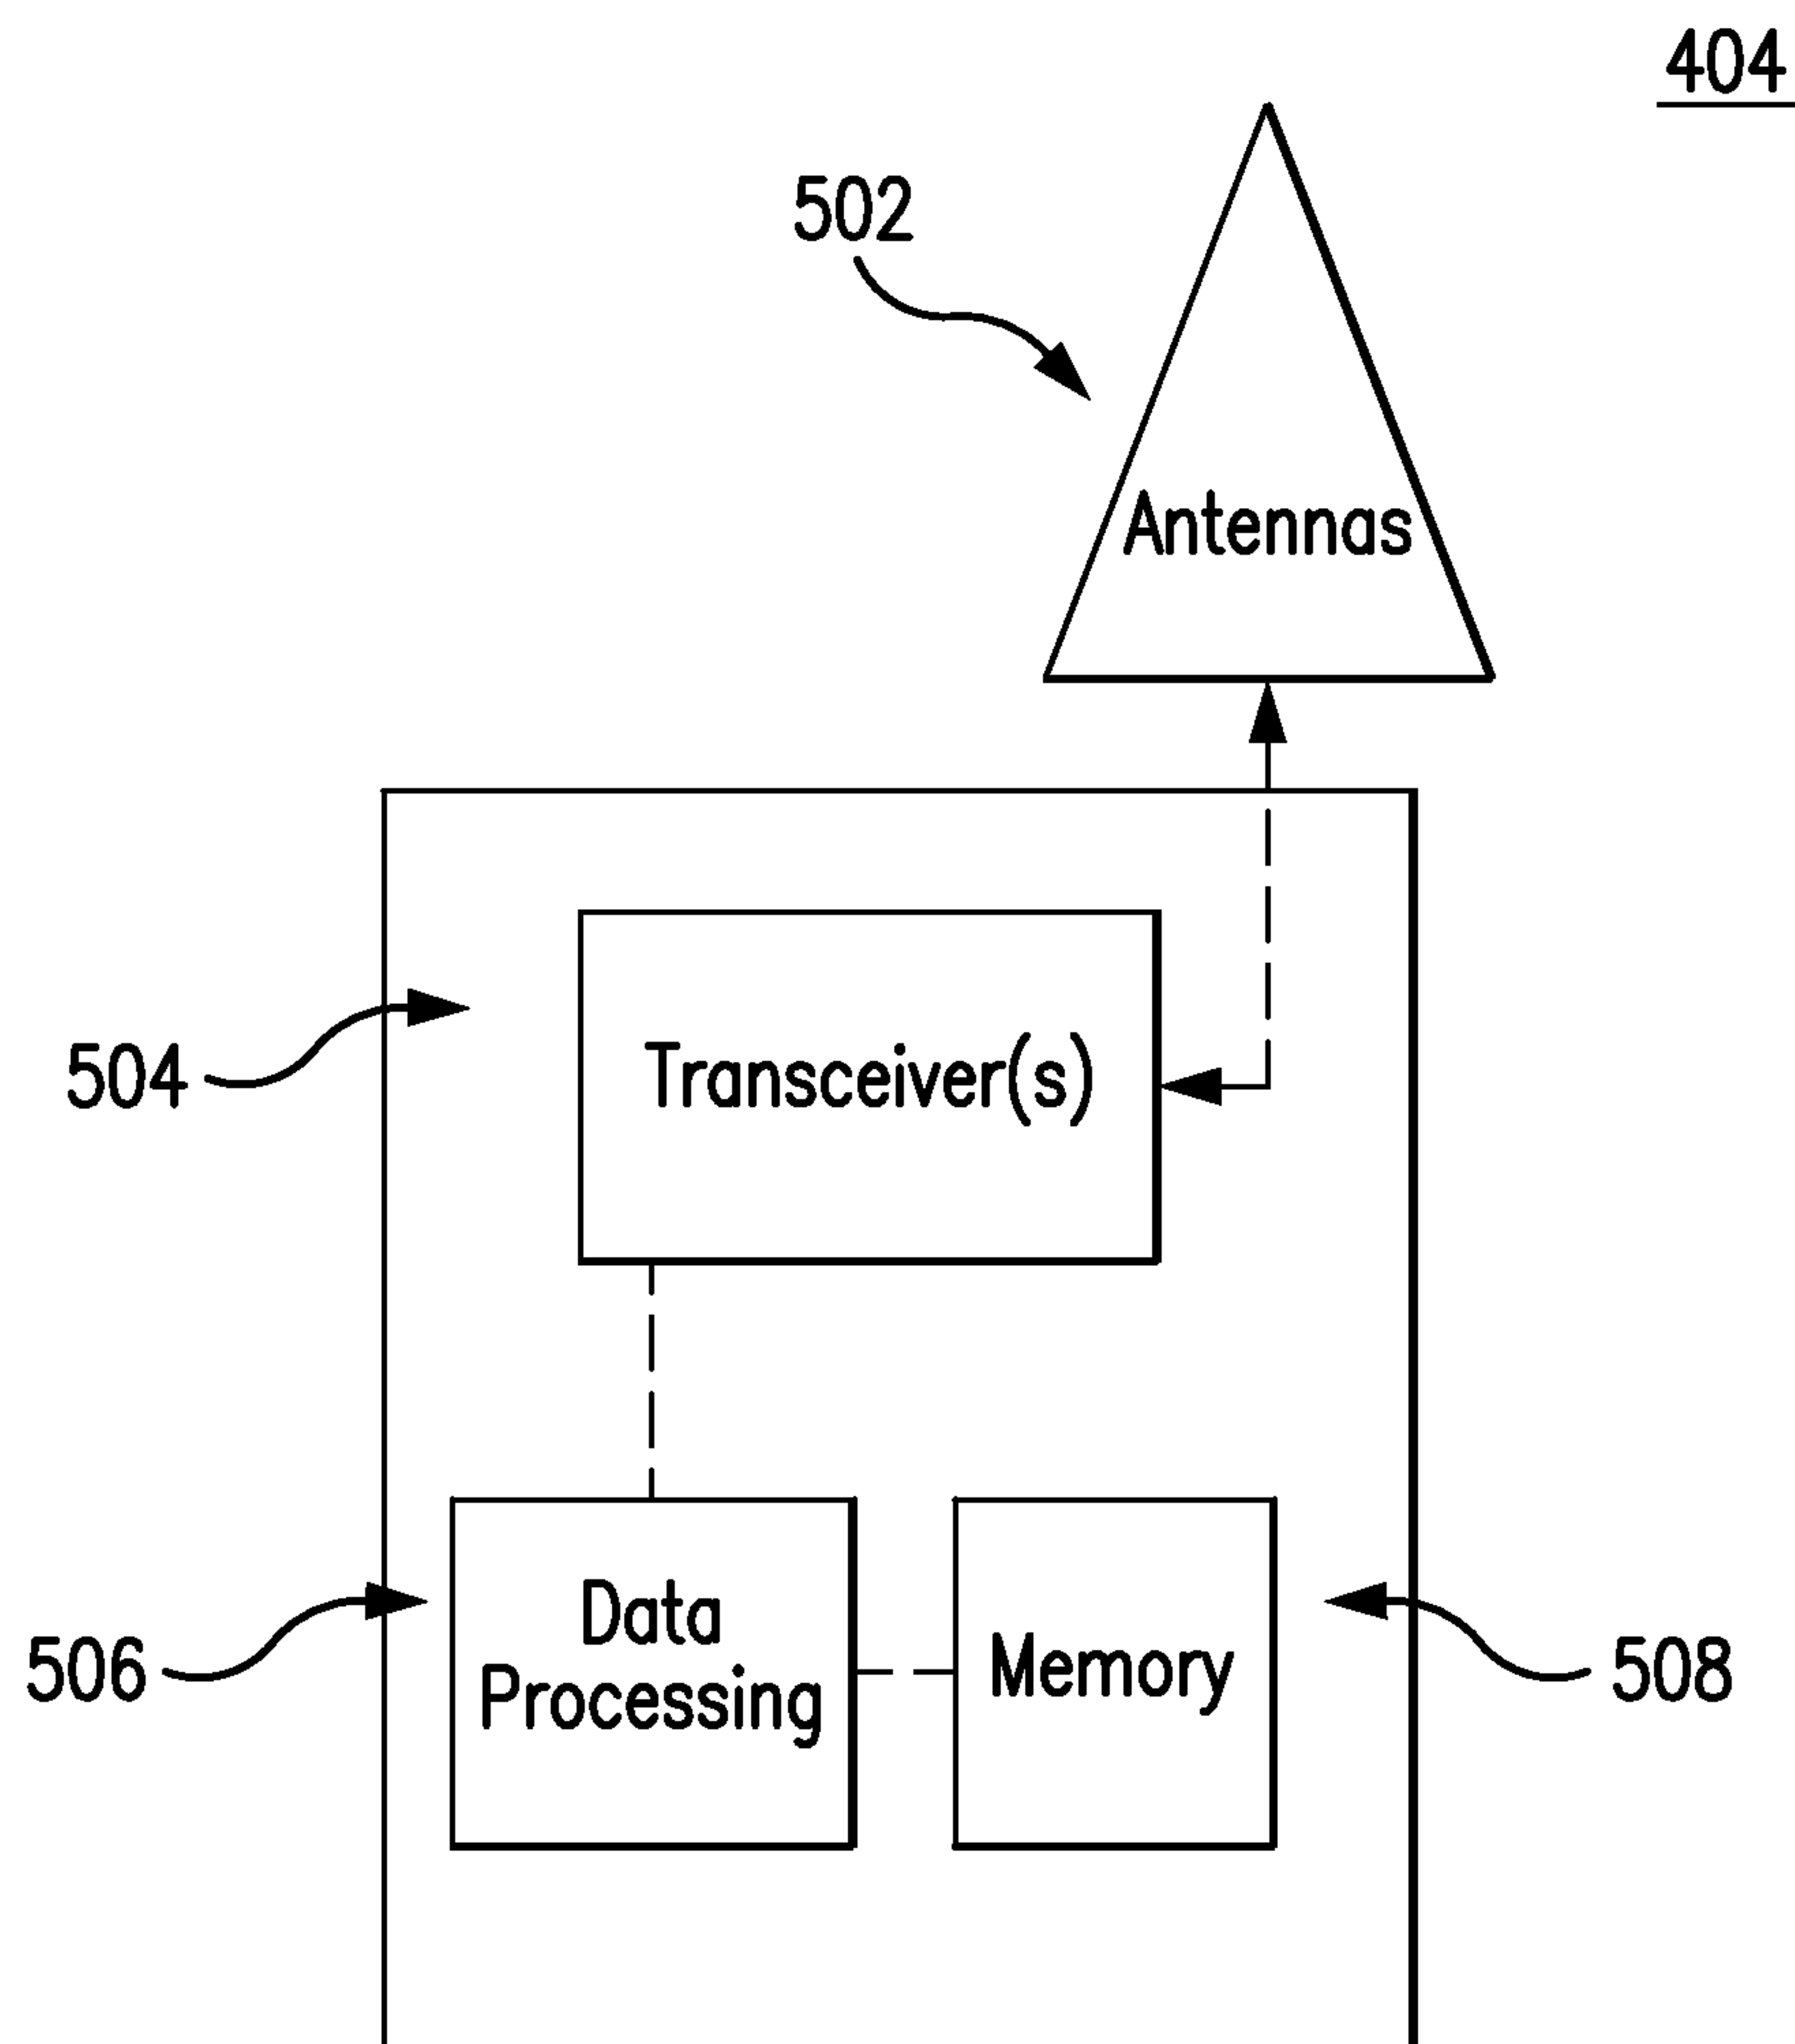 404
502
Antennas
504
Transceiver(s)
506
Data
Processing
Memory
508